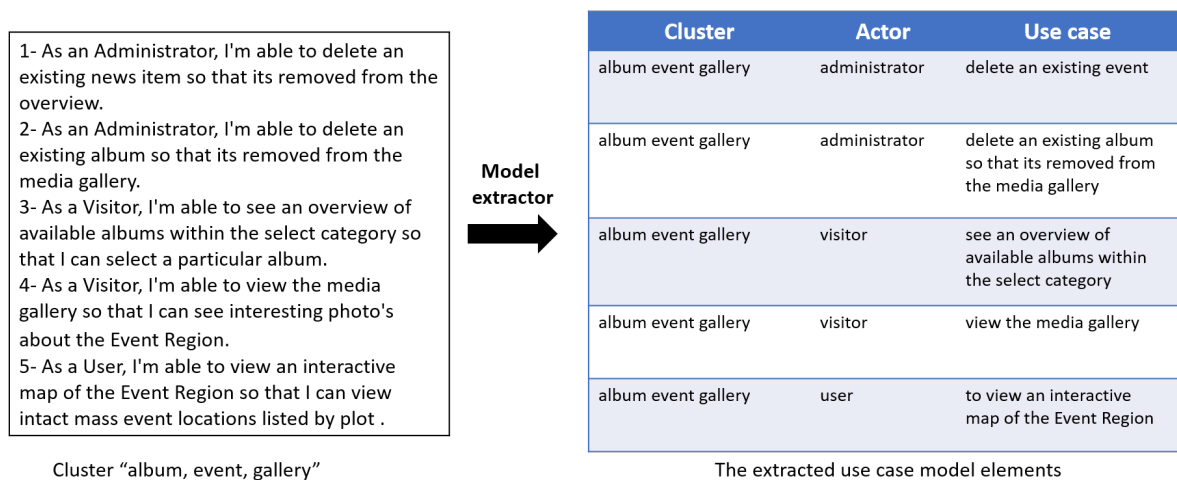 1- As an Administrator, I'm able to delete an
existing news item so that its removed from the
overview.
2- As an Administrator, I'm able to delete an
existing album so that its removed from the
media gallery.
3- As a Visitor, I'm able to see an overview of
available albums within the select category so
that I can select a particular album.
4- As a Visitor, I'm able to view the media
gallery so that I can see interesting photo's
about the Event Region.
5- As a User, I'm able to view an interactive
map of the Event Region so that I can view
intact mass event locations listed by plot .
Cluster “album, event, gallery”
Model
extractor
Cluster Actor Use case
album event gallery administrator delete an existing event
album event gallery administrator delete an existing album
so that its removed from
the media gallery
album event gallery visitor see an overview of
available albums within
the select category
album event gallery visitor view the media gallery
album event gallery user to view an interactive
map of the Event Region
The extracted use case model elements